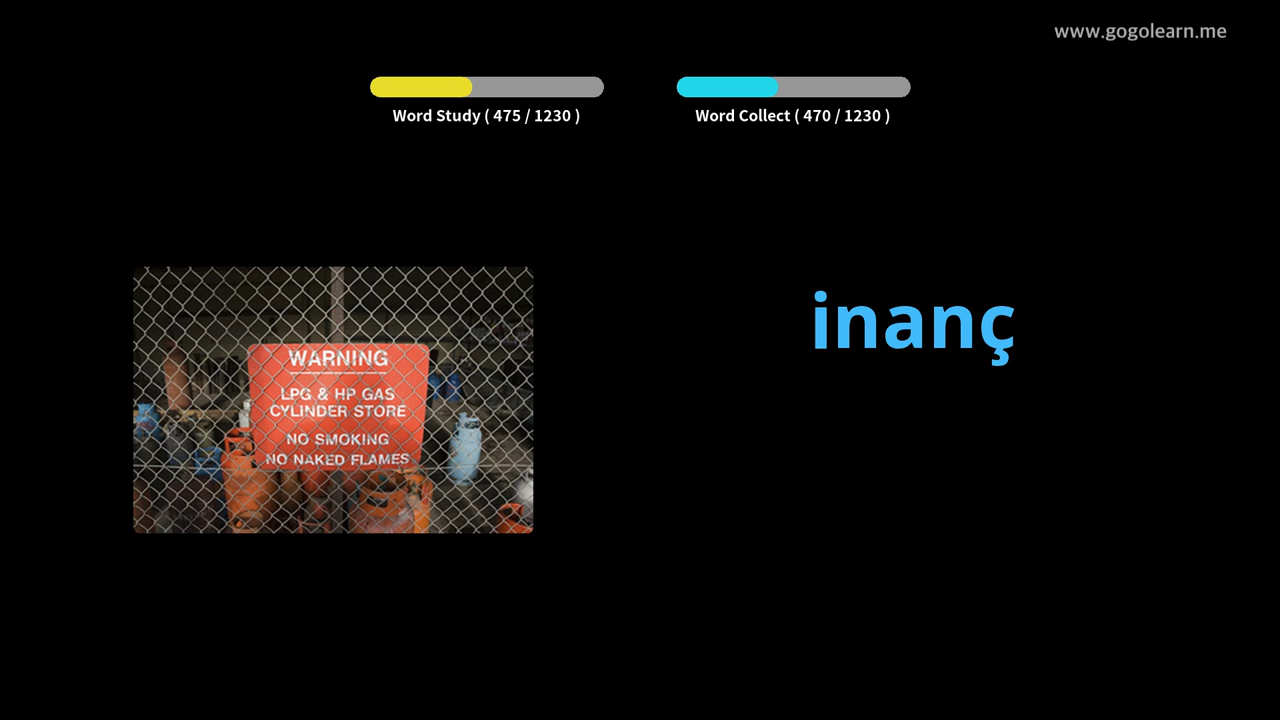 www.gogolearn.me
Word Study ( 475 / 1230 )
Word Collect ( 470 / 1230 )
inanç
WARNING
LPG & HP GAS
CYLINDER STORE
NO SMOKING
NO NAKED FLAMES